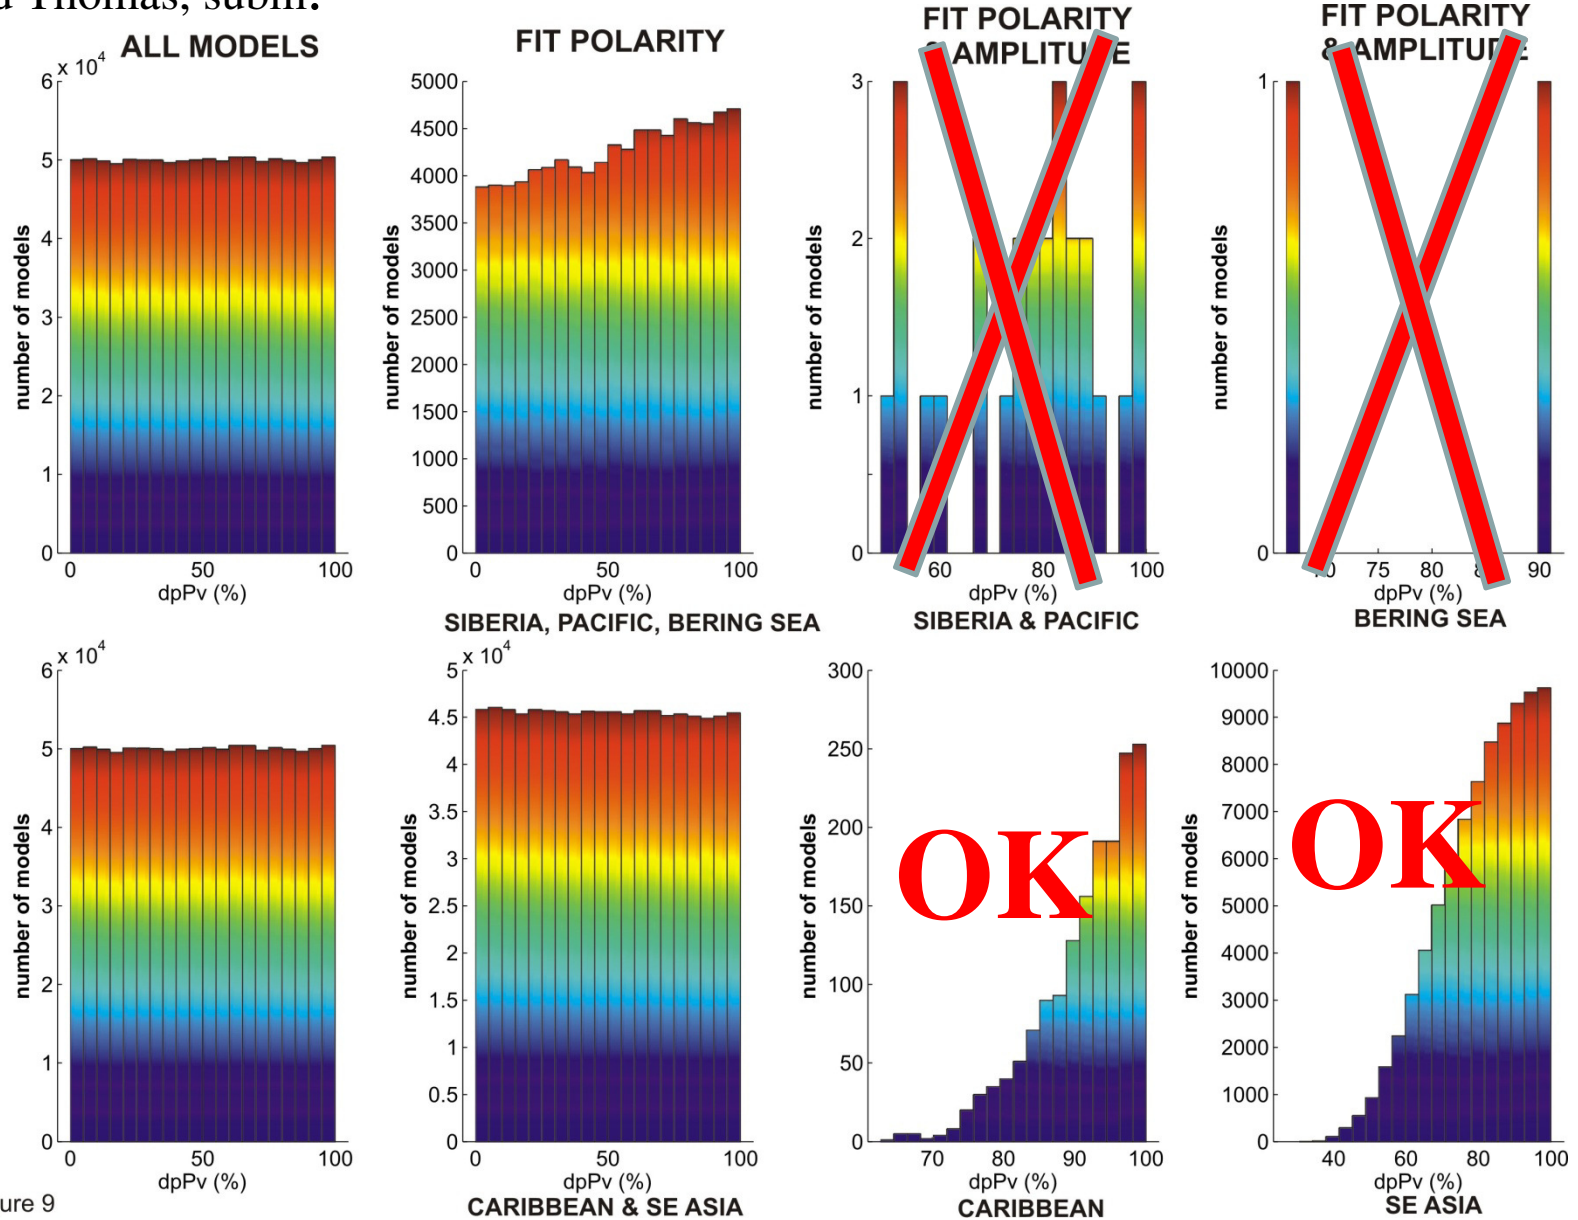 Thomas, subm.
ALL MODELS
FIT POLARITY
FIT POLARITY
& AMPLITUDE
FIT POLARITY
& AMPLITUDE
x 10^4
6
5
4
3
2
1
0
number of models
0 50 100
dpPv (%)
5000
4500
4000
3500
3000
2500
2000
1500
1000
500
0
number of models
0 50 100
dpPv (%)
SIBERIA, PACIFIC, BERING SEA
3
2
1
0
number of models
60 80 100
dpPv (%)
SIBERIA & PACIFIC
1
0
number of models
75 80 90
dpPv (%)
BERING SEA
x 10^4
6
5
4
3
2
1
0
number of models
0 50 100
dpPv (%)
x 10^4
5
4.5
4
3.5
3
2.5
2
1.5
1
0.5
0
number of models
0 50 100
dpPv (%)
CARIBBEAN & SE ASIA
300
250
200
150
100
50
0
number of models
OK
70 80 90 100
dpPv (%)
CARIBBEAN
10000
9000
8000
7000
6000
5000
4000
3000
2000
1000
0
number of models
OK
40 60 80 100
dpPv (%)
SE ASIA
ure 9